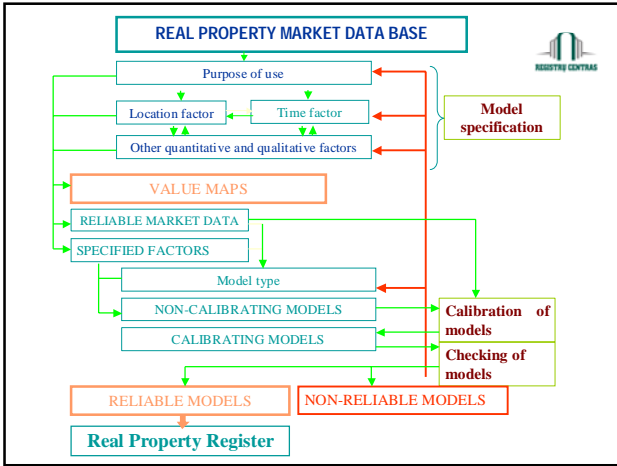 REAL PROPERTY MARKET DATA BASE
REGISTRŲ CENTRAS
Purpose of use
Location factor
Time factor
Model
specification
Other quantitative and qualitative factors
VALUE MAPS
RELIABLE MARKET DATA
SPECIFIED FACTORS
Model type
NON-CALIBRATING MODELS
Calibration of
models
CALIBRATING MODELS
Checking of
models
RELIABLE MODELS
NON-RELIABLE MODELS
Real Property Register